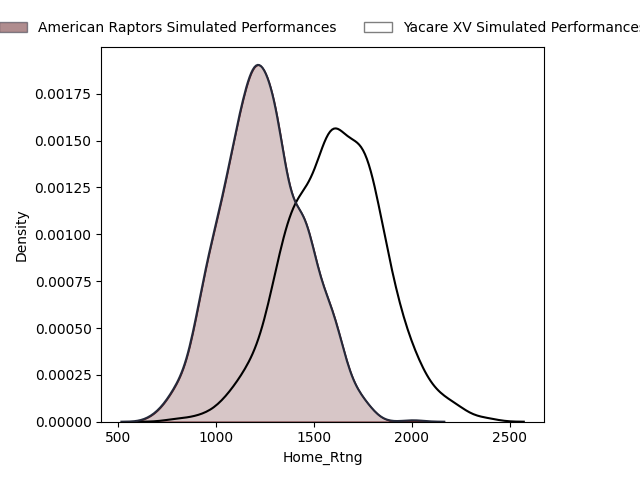 American Raptors Simulated Performances Yacare XV Simulated Performances
0.00175
0.00150
0.00125
0.00100
0.00075
0.00050
0.00025
0.00000
Density
500 1000 1500 2000 2500
Home_Rtng